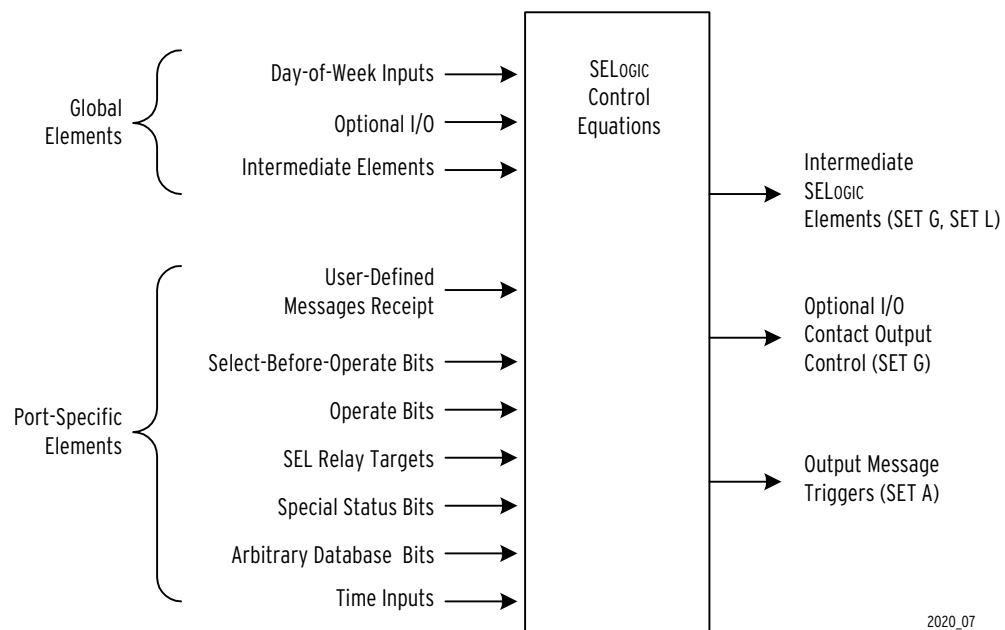 Global
Elements
Day-of-Week Inputs
Optional I/O
Intermediate Elements
Port-Specific
Elements
User-Defined
Messages Receipt
Select-Before-Operate Bits
Operate Bits
SEL Relay Targets
Special Status Bits
Arbitrary Database Bits
Time Inputs
SELOGIC
Control
Equations
Intermediate
SELOGIC
Elements (SET G, SET L)
Optional I/O
Contact Output
Control (SET G)
Output Message
Triggers (SET A)
2020_07